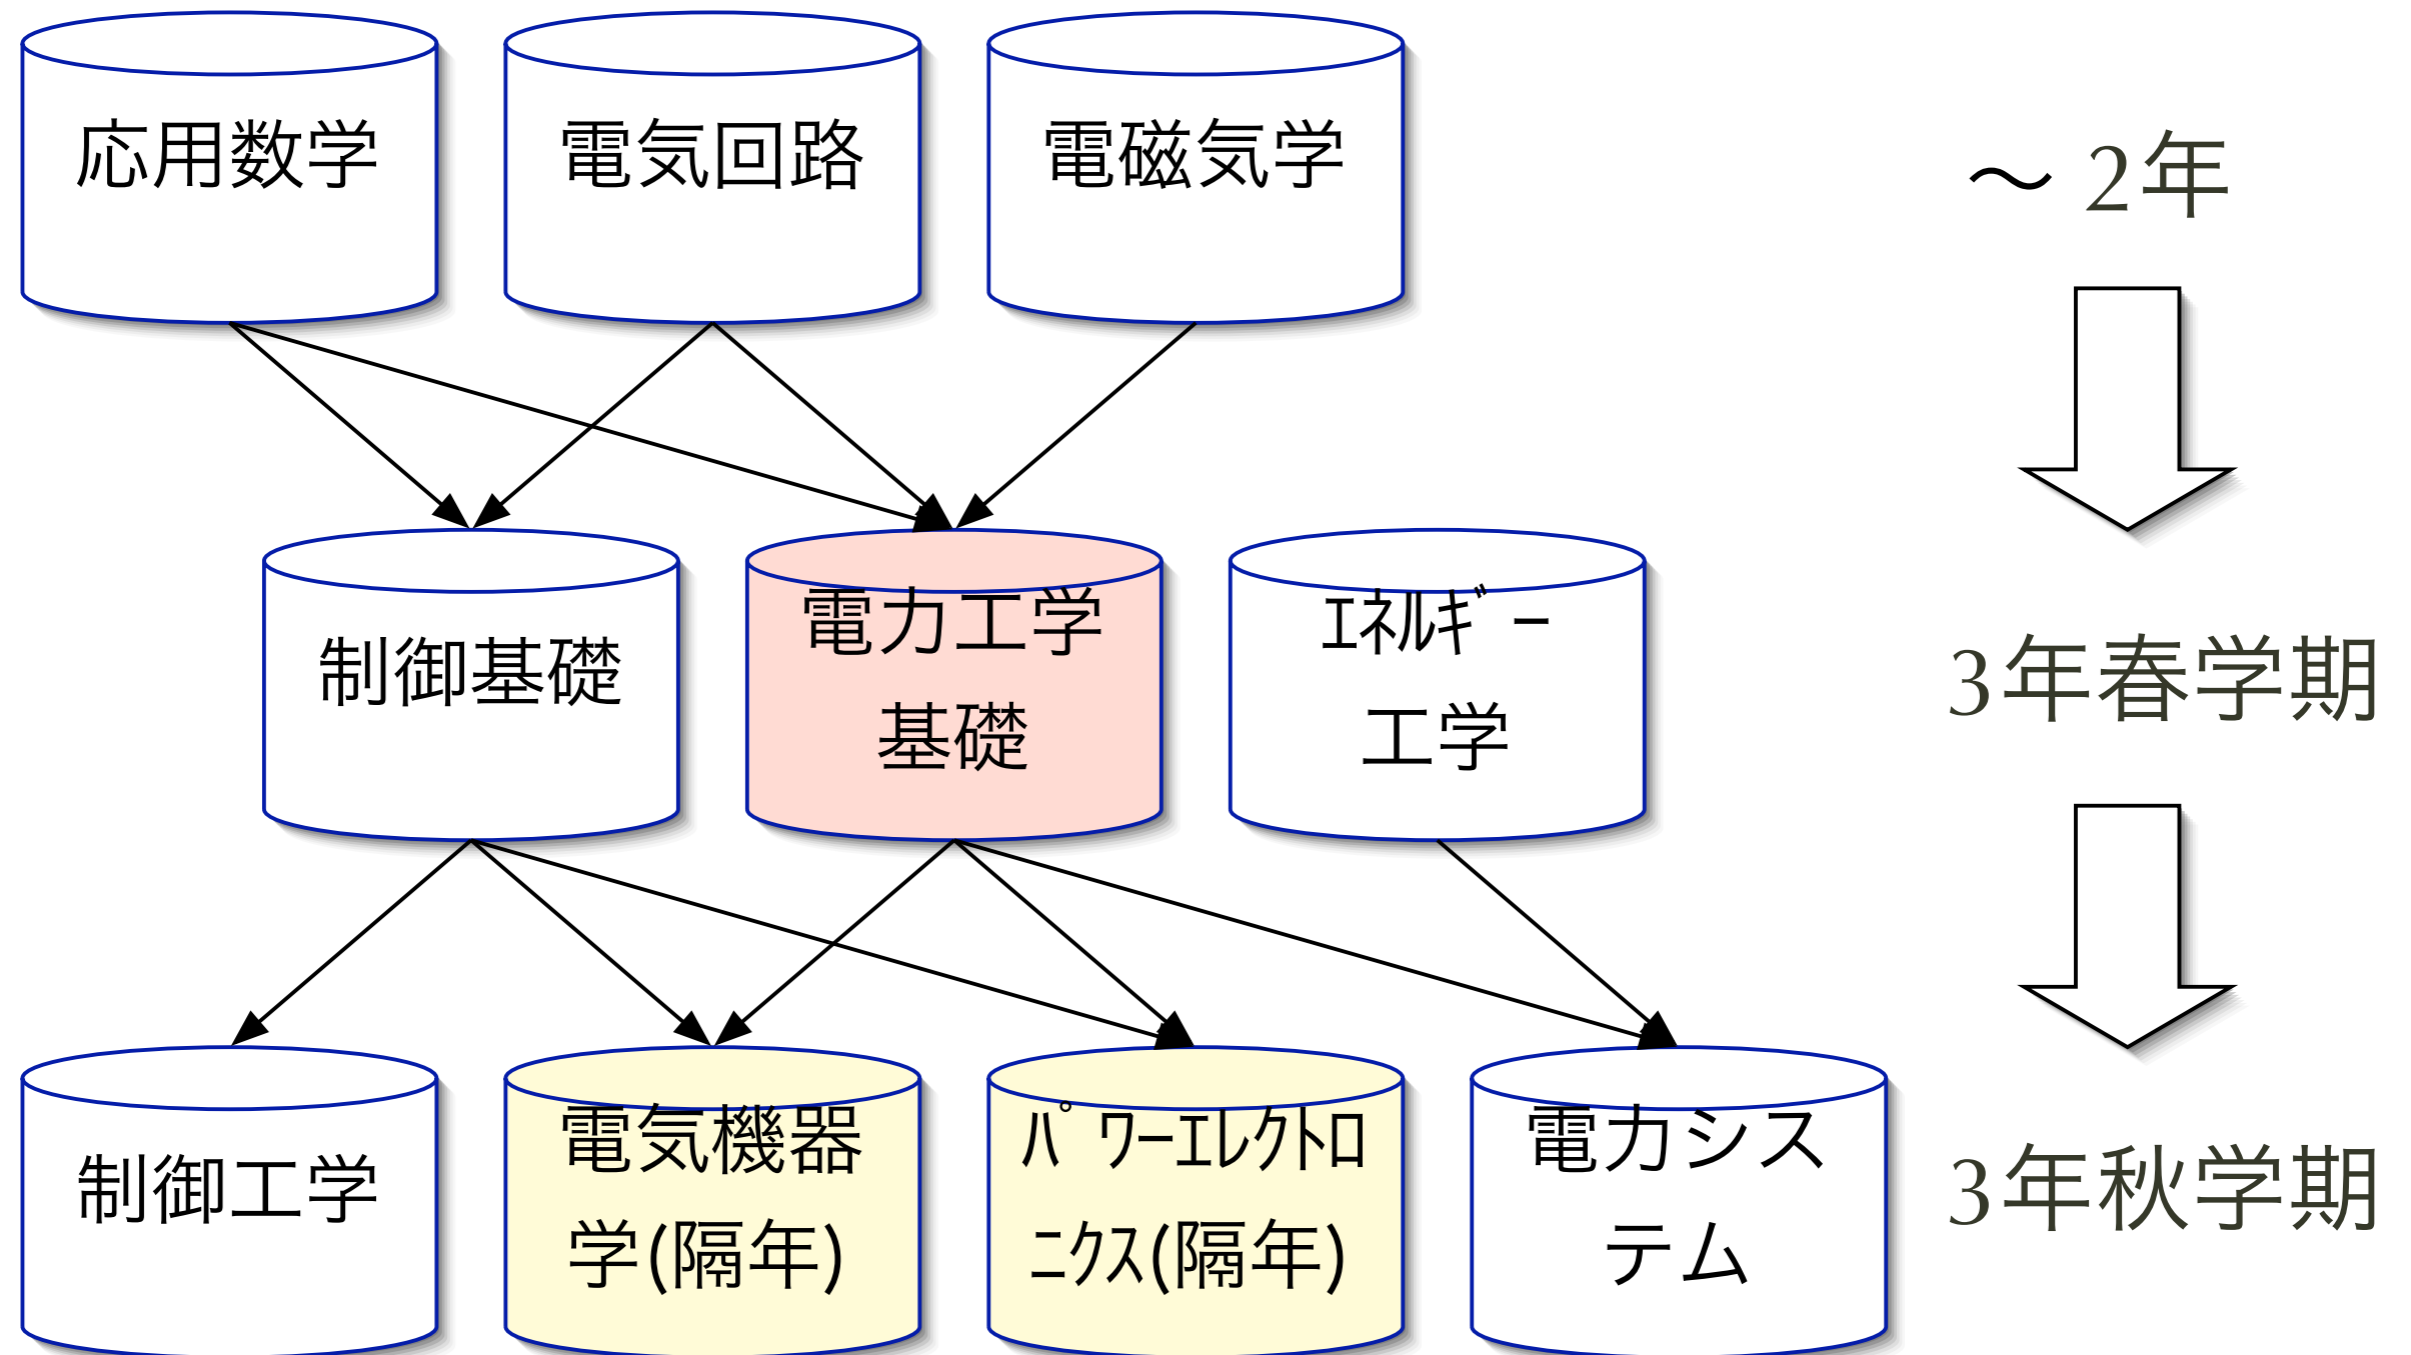 応用数学
電気回路
電磁気学
～ 2年
制御基礎
電力工学
基礎
ｴﾈﾙｷﾞｰ
工学
3年春学期
制御工学
電気機器
学(隔年)
ﾊﾟﾜｰｴﾚｸﾄﾛ
ﾆｸｽ(隔年)
電力シス
テム
3年秋学期